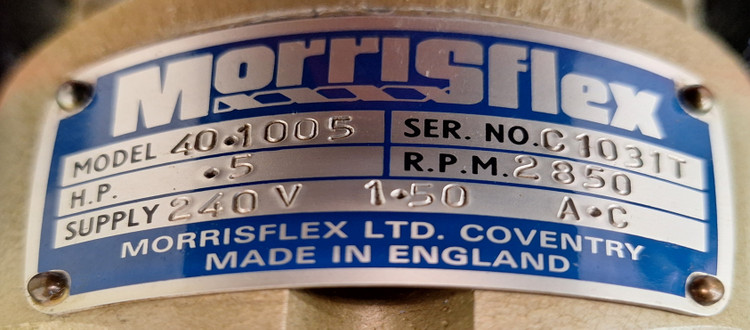 Morrisflex
MODEL 40•1005 SER. NO. C1031T
H.P. •5 R.P.M. 2850
SUPPLY 240 V 1•50 A•C
MORRISFLEX LTD. COVENTRY
MADE IN ENGLAND